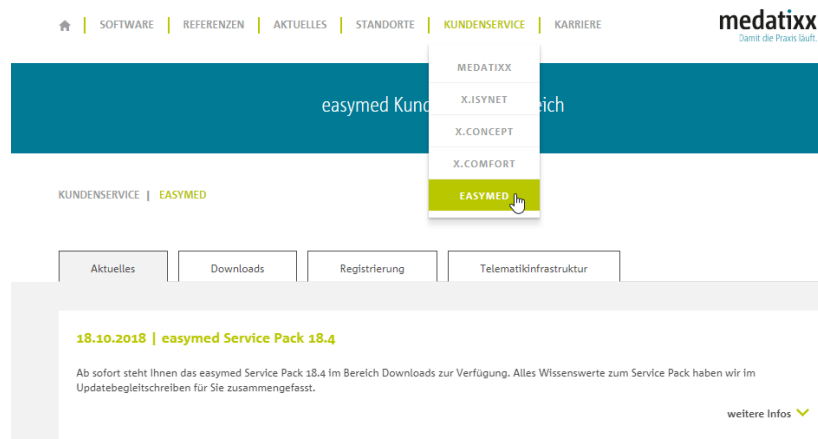 SOFTWARE | REFERENZEN | AKTUELLES | STANDORTE | KUNDENSERVICE | KARRIERE
medatixx
Damit die Praxis läuft.
MEDATIXX
X.ISYNET
X.CONCEPT
X.COMFORT
EASYMED
easymed
KUNDENSERVICE | EASYMED
Aktuelles Downloads Registrierung Telematikinfrastruktur
18.10.2018 | easymed Service Pack 18.4
Ab sofort steht Ihnen das easymed Service Pack 18.4 im Bereich Downloads zur Verfügung. Alles Wissenswerte zum Service Pack haben wir im
Updatebegleitschreiben für Sie zusammengefasst.
weitere Infos